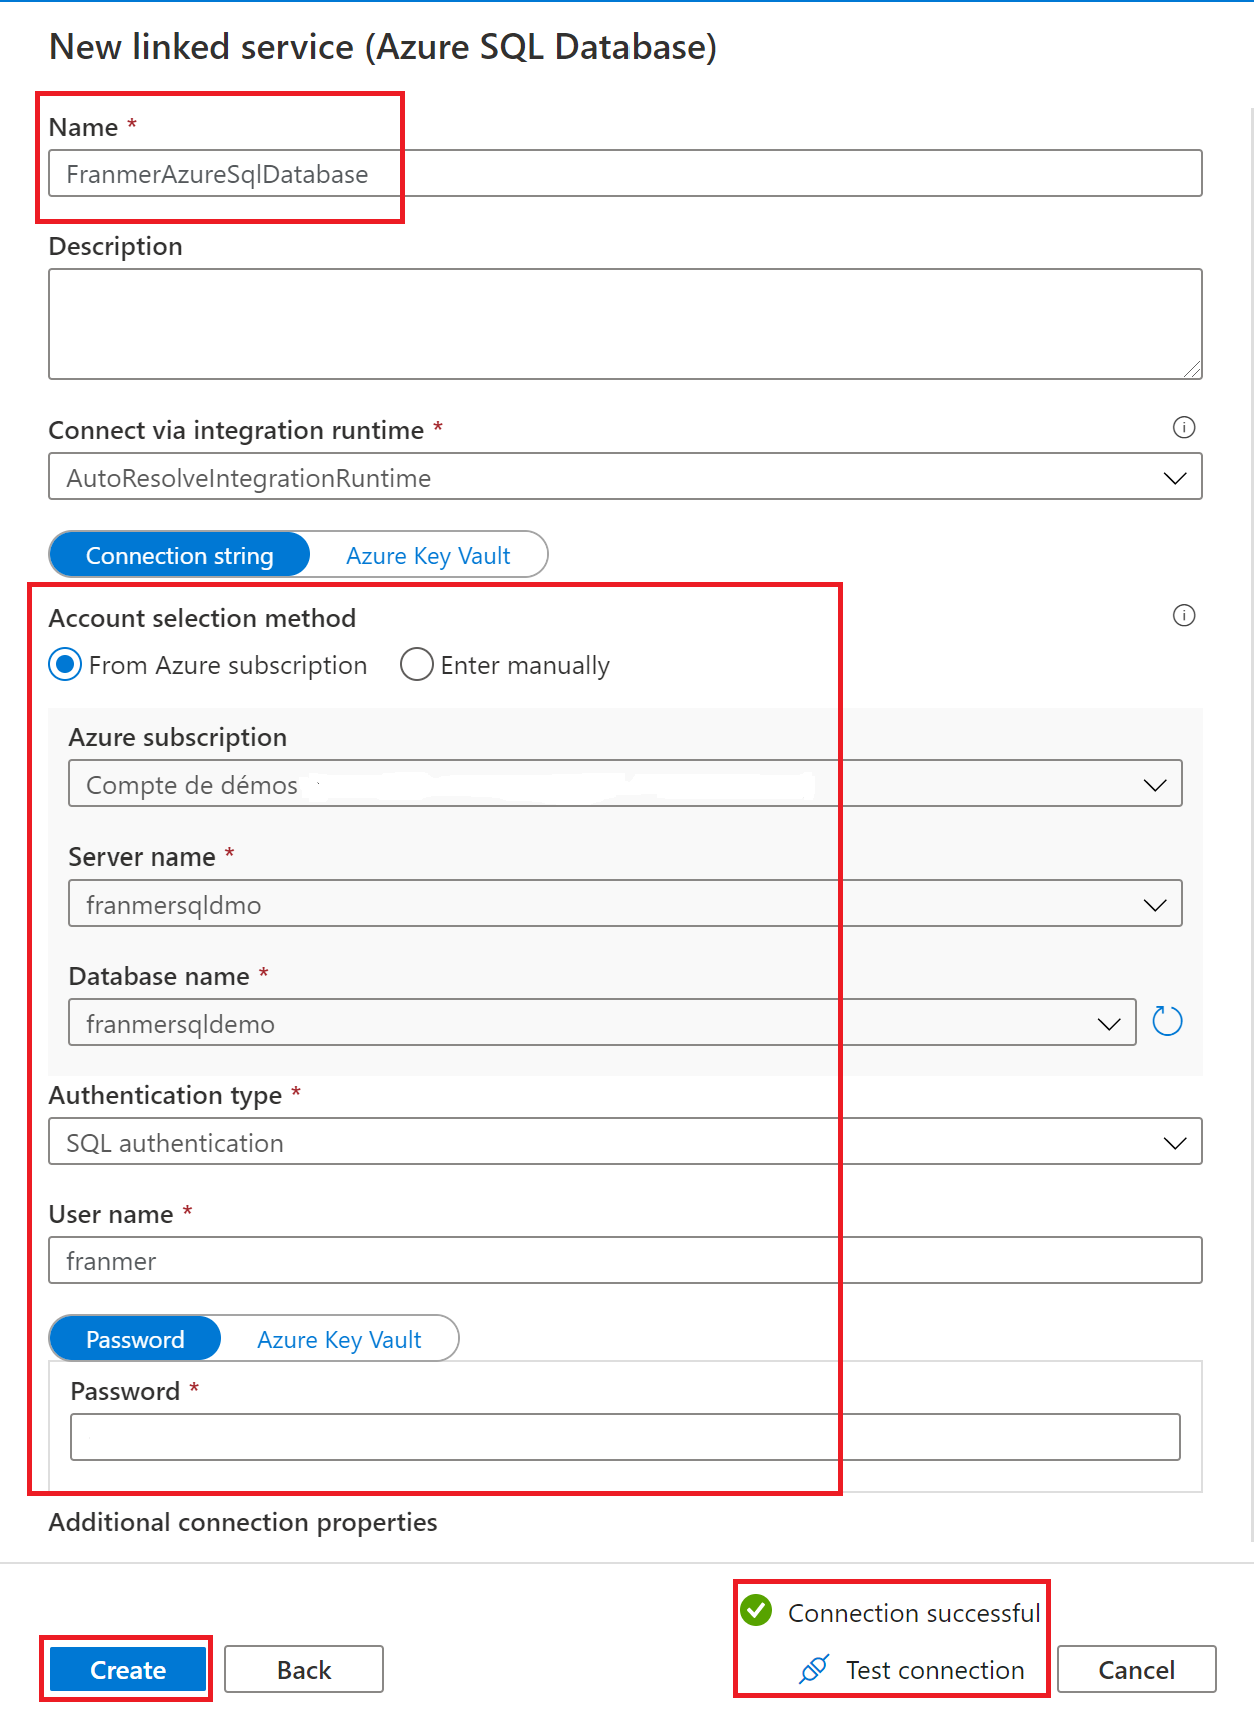 New linked service (Azure SQL Database)
Name *
FranmerAzureSqlDatabase
Description
Connect via integration runtime *
AutoResolveIntegrationRuntime
Connection string Azure Key Vault
Account selection method
From Azure subscription Enter manually
Azure subscription
Compte de démos
Server name *
franmersqldmo
Database name *
franmersqldemo
Authentication type *
SQL authentication
User name *
franmer
Password Azure Key Vault
Password *
Additional connection properties
Connection successful
Create Back Test connection Cancel